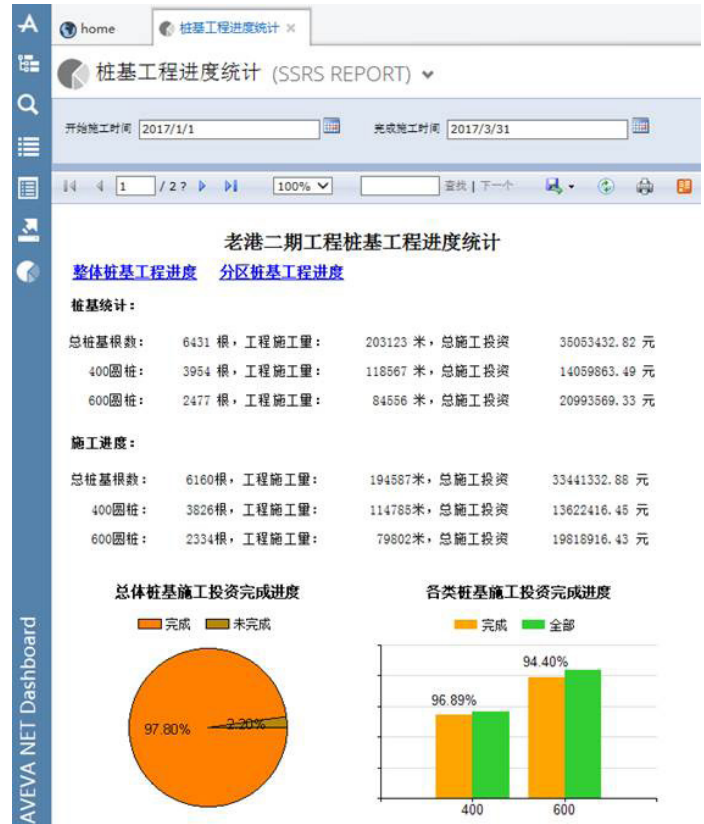 home
桩基工程进度统计 ×
桩基工程进度统计 (SSRS REPORT)
开始施工时间 2017/1/1 完成施工时间 2017/3/31
1 / 2 ? 100% 查找 | 下一个
老港二期工程桩基工程进度统计
整体桩基工程进度 分区桩基工程进度
桩基统计：
总桩基根数： 6431 根，工程施工量： 203123 米，总施工投资 35053432.82 元
400圆桩： 3954 根，工程施工量： 118567 米，总施工投资 14059863.49 元
600圆桩： 2477 根，工程施工量： 84556 米，总施工投资 20993569.33 元
施工进度：
总桩基根数： 6160根，工程施工量： 194587米，总施工投资 33441332.88 元
400圆桩： 3826根，工程施工量： 114785米，总施工投资 13622416.45 元
600圆桩： 2334根，工程施工量： 79802米，总施工投资 19818916.43 元
总体桩基施工投资完成进度
完成 未完成
97.80% 2.20%
各类桩基施工投资完成进度
完成 全部
96.89% 94.40%
400 600
AVEVA NET Dashboard